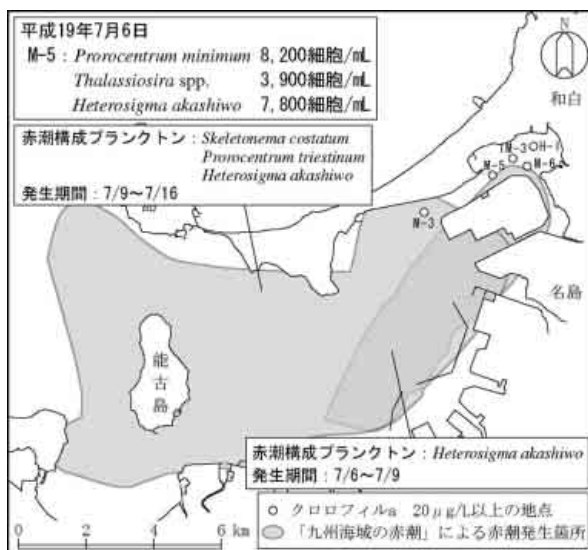 平成19年7月6日
M-5：Prorocentrum minimum 8,200細胞/mL
Thalassiosira spp. 3,900細胞/mL
Heterosigma akashiwo 7,800細胞/mL
赤潮構成プランクトン：Skeletonema costatum
Prorocentrum triestinum
Heterosigma akashiwo
発生期間：7/9～7/16
島
N
和白
M-3
H-1
M-5
M-6
M-3
名島
能古島
赤潮構成プランクトン：Heterosigma akashiwo
発生期間：7/6～7/9
クロロフィルa 20μg/L以上の地点
「九州海域の赤潮」による赤潮発生箇所
0 2 4 6 km